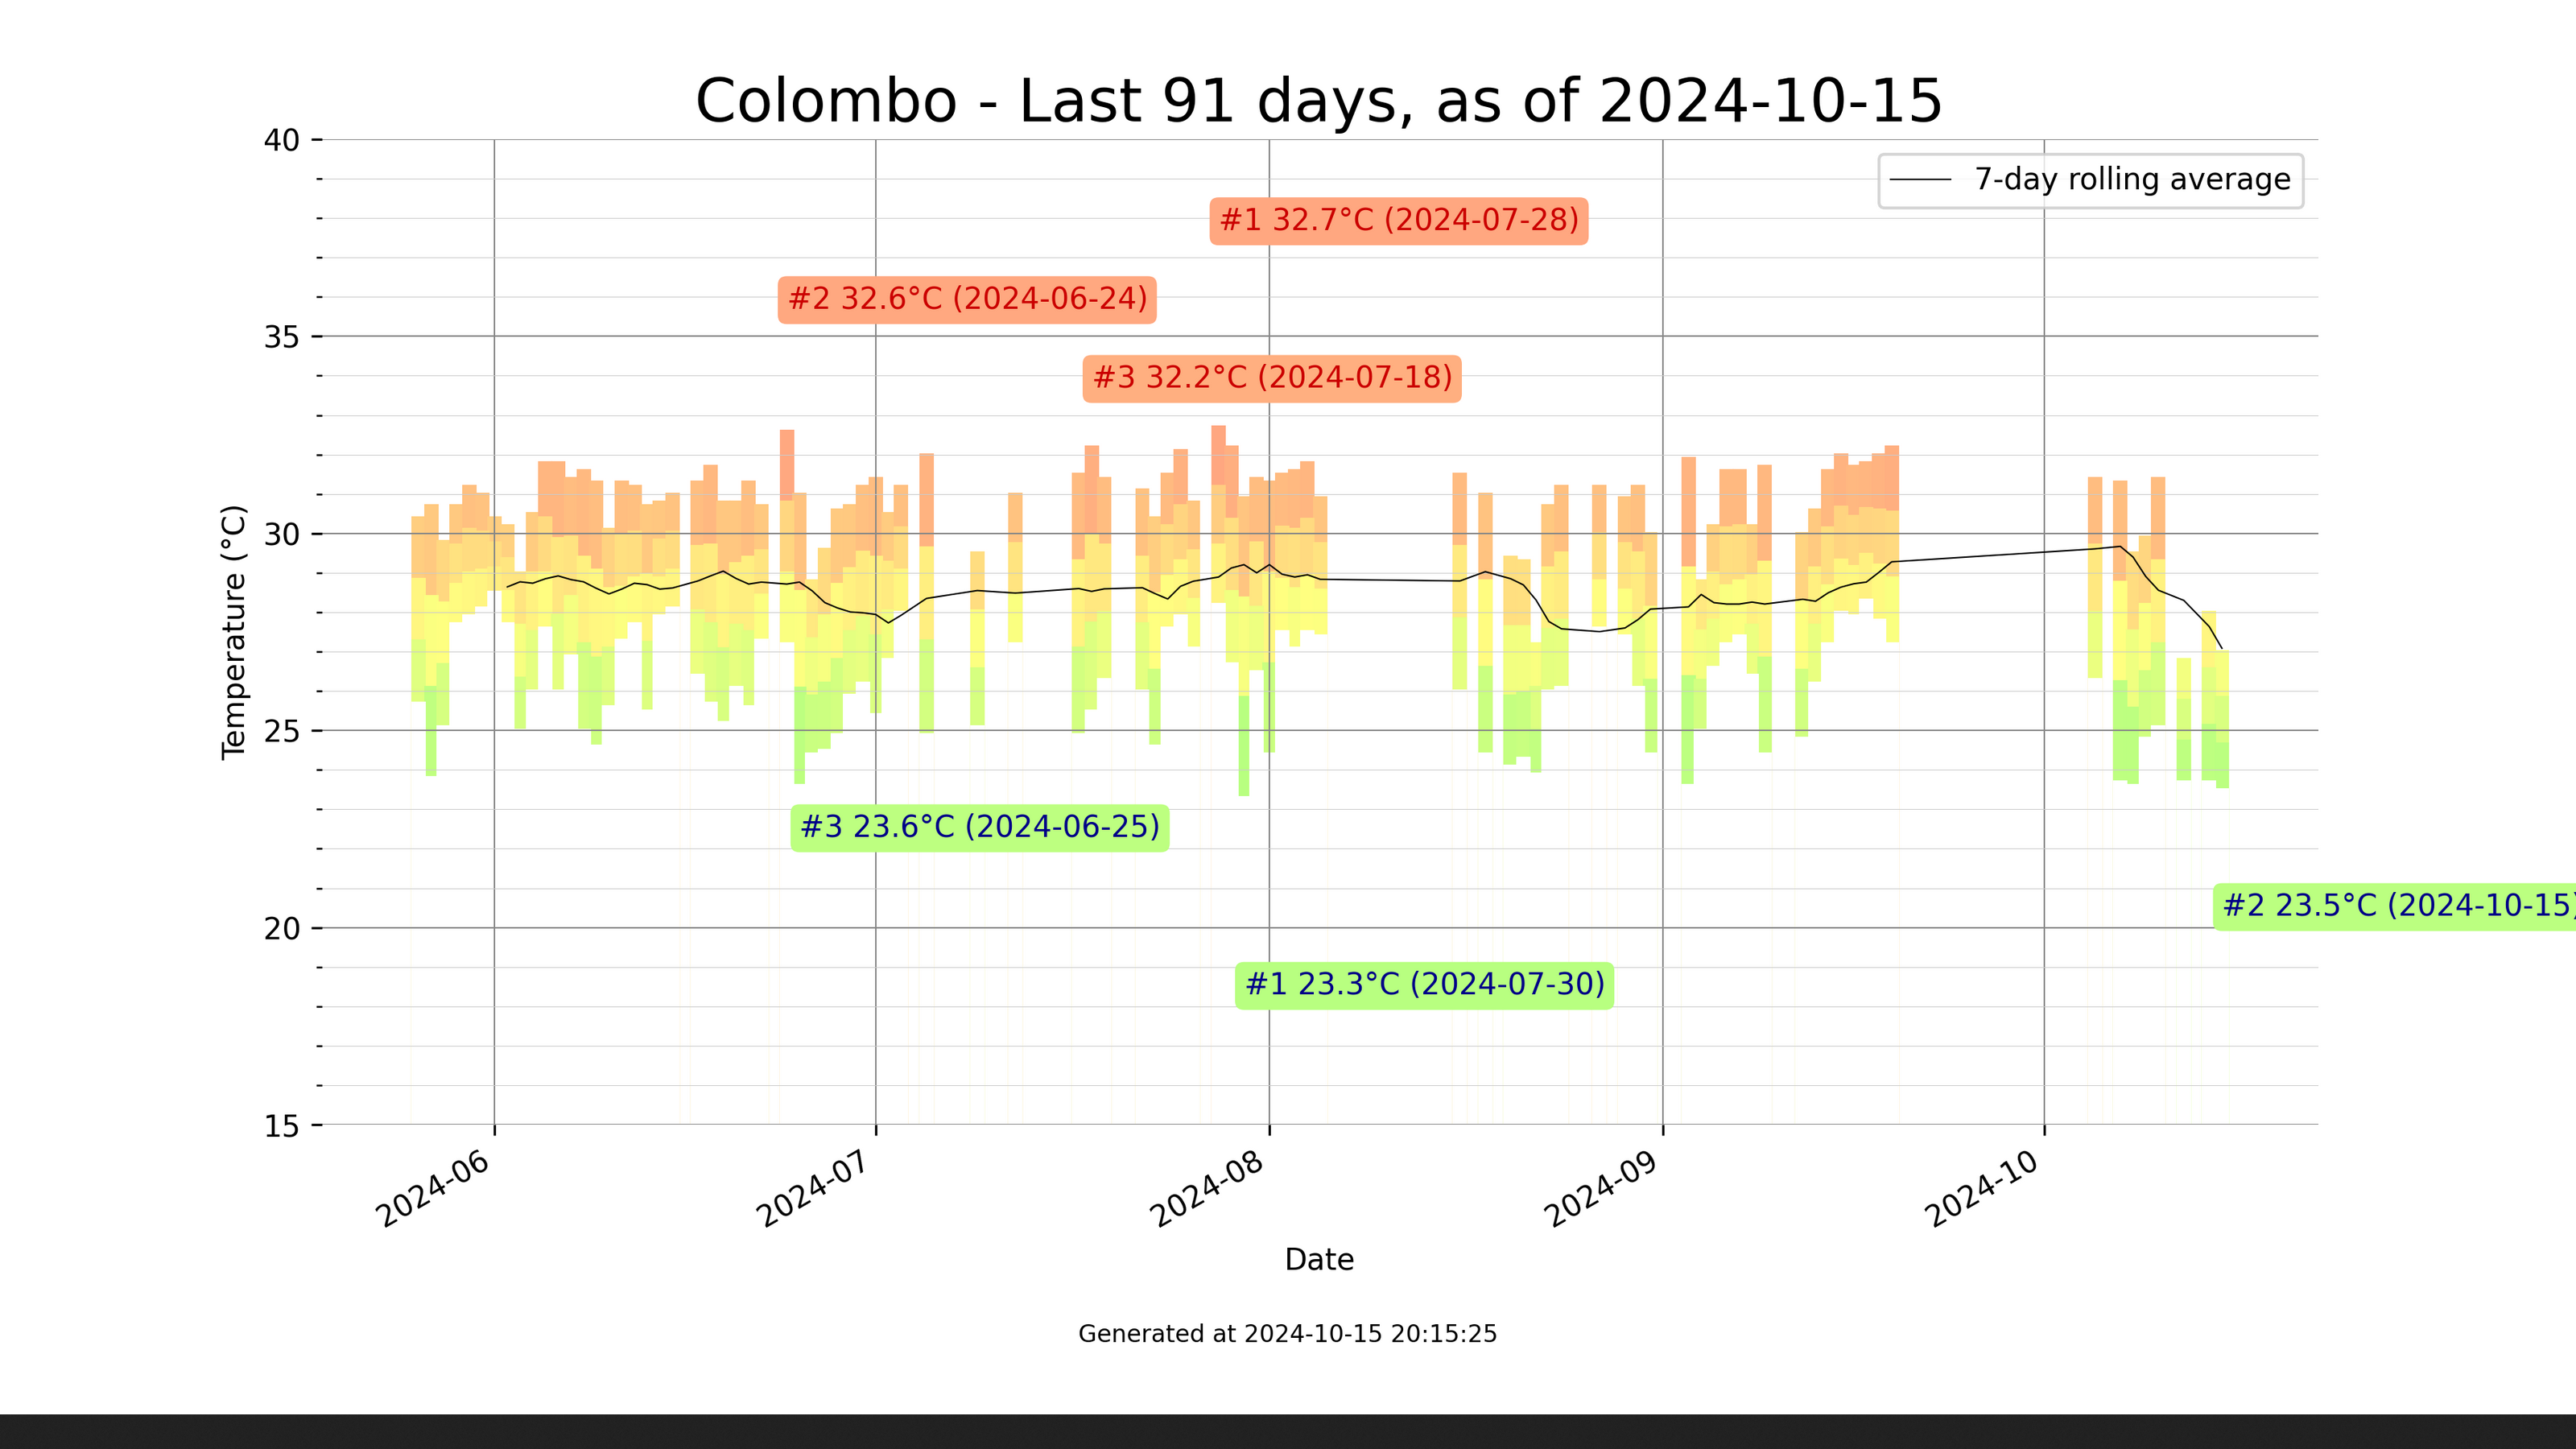 Colombo - Last 91 days, as of 2024-10-15
40
7-day rolling average
#1 32.7°C (2024-07-28)
#2 32.6°C (2024-06-24)
35
#3 32.2°C (2024-07-18)
30
Temperature (°C)
25
#3 23.6°C (2024-06-25)
#2 23.5°C (2024-10-15)
20
#1 23.3°C (2024-07-30)
15
2024-06
2024-07
2024-08
2024-09
2024-10
Date
Generated at 2024-10-15 20:15:25